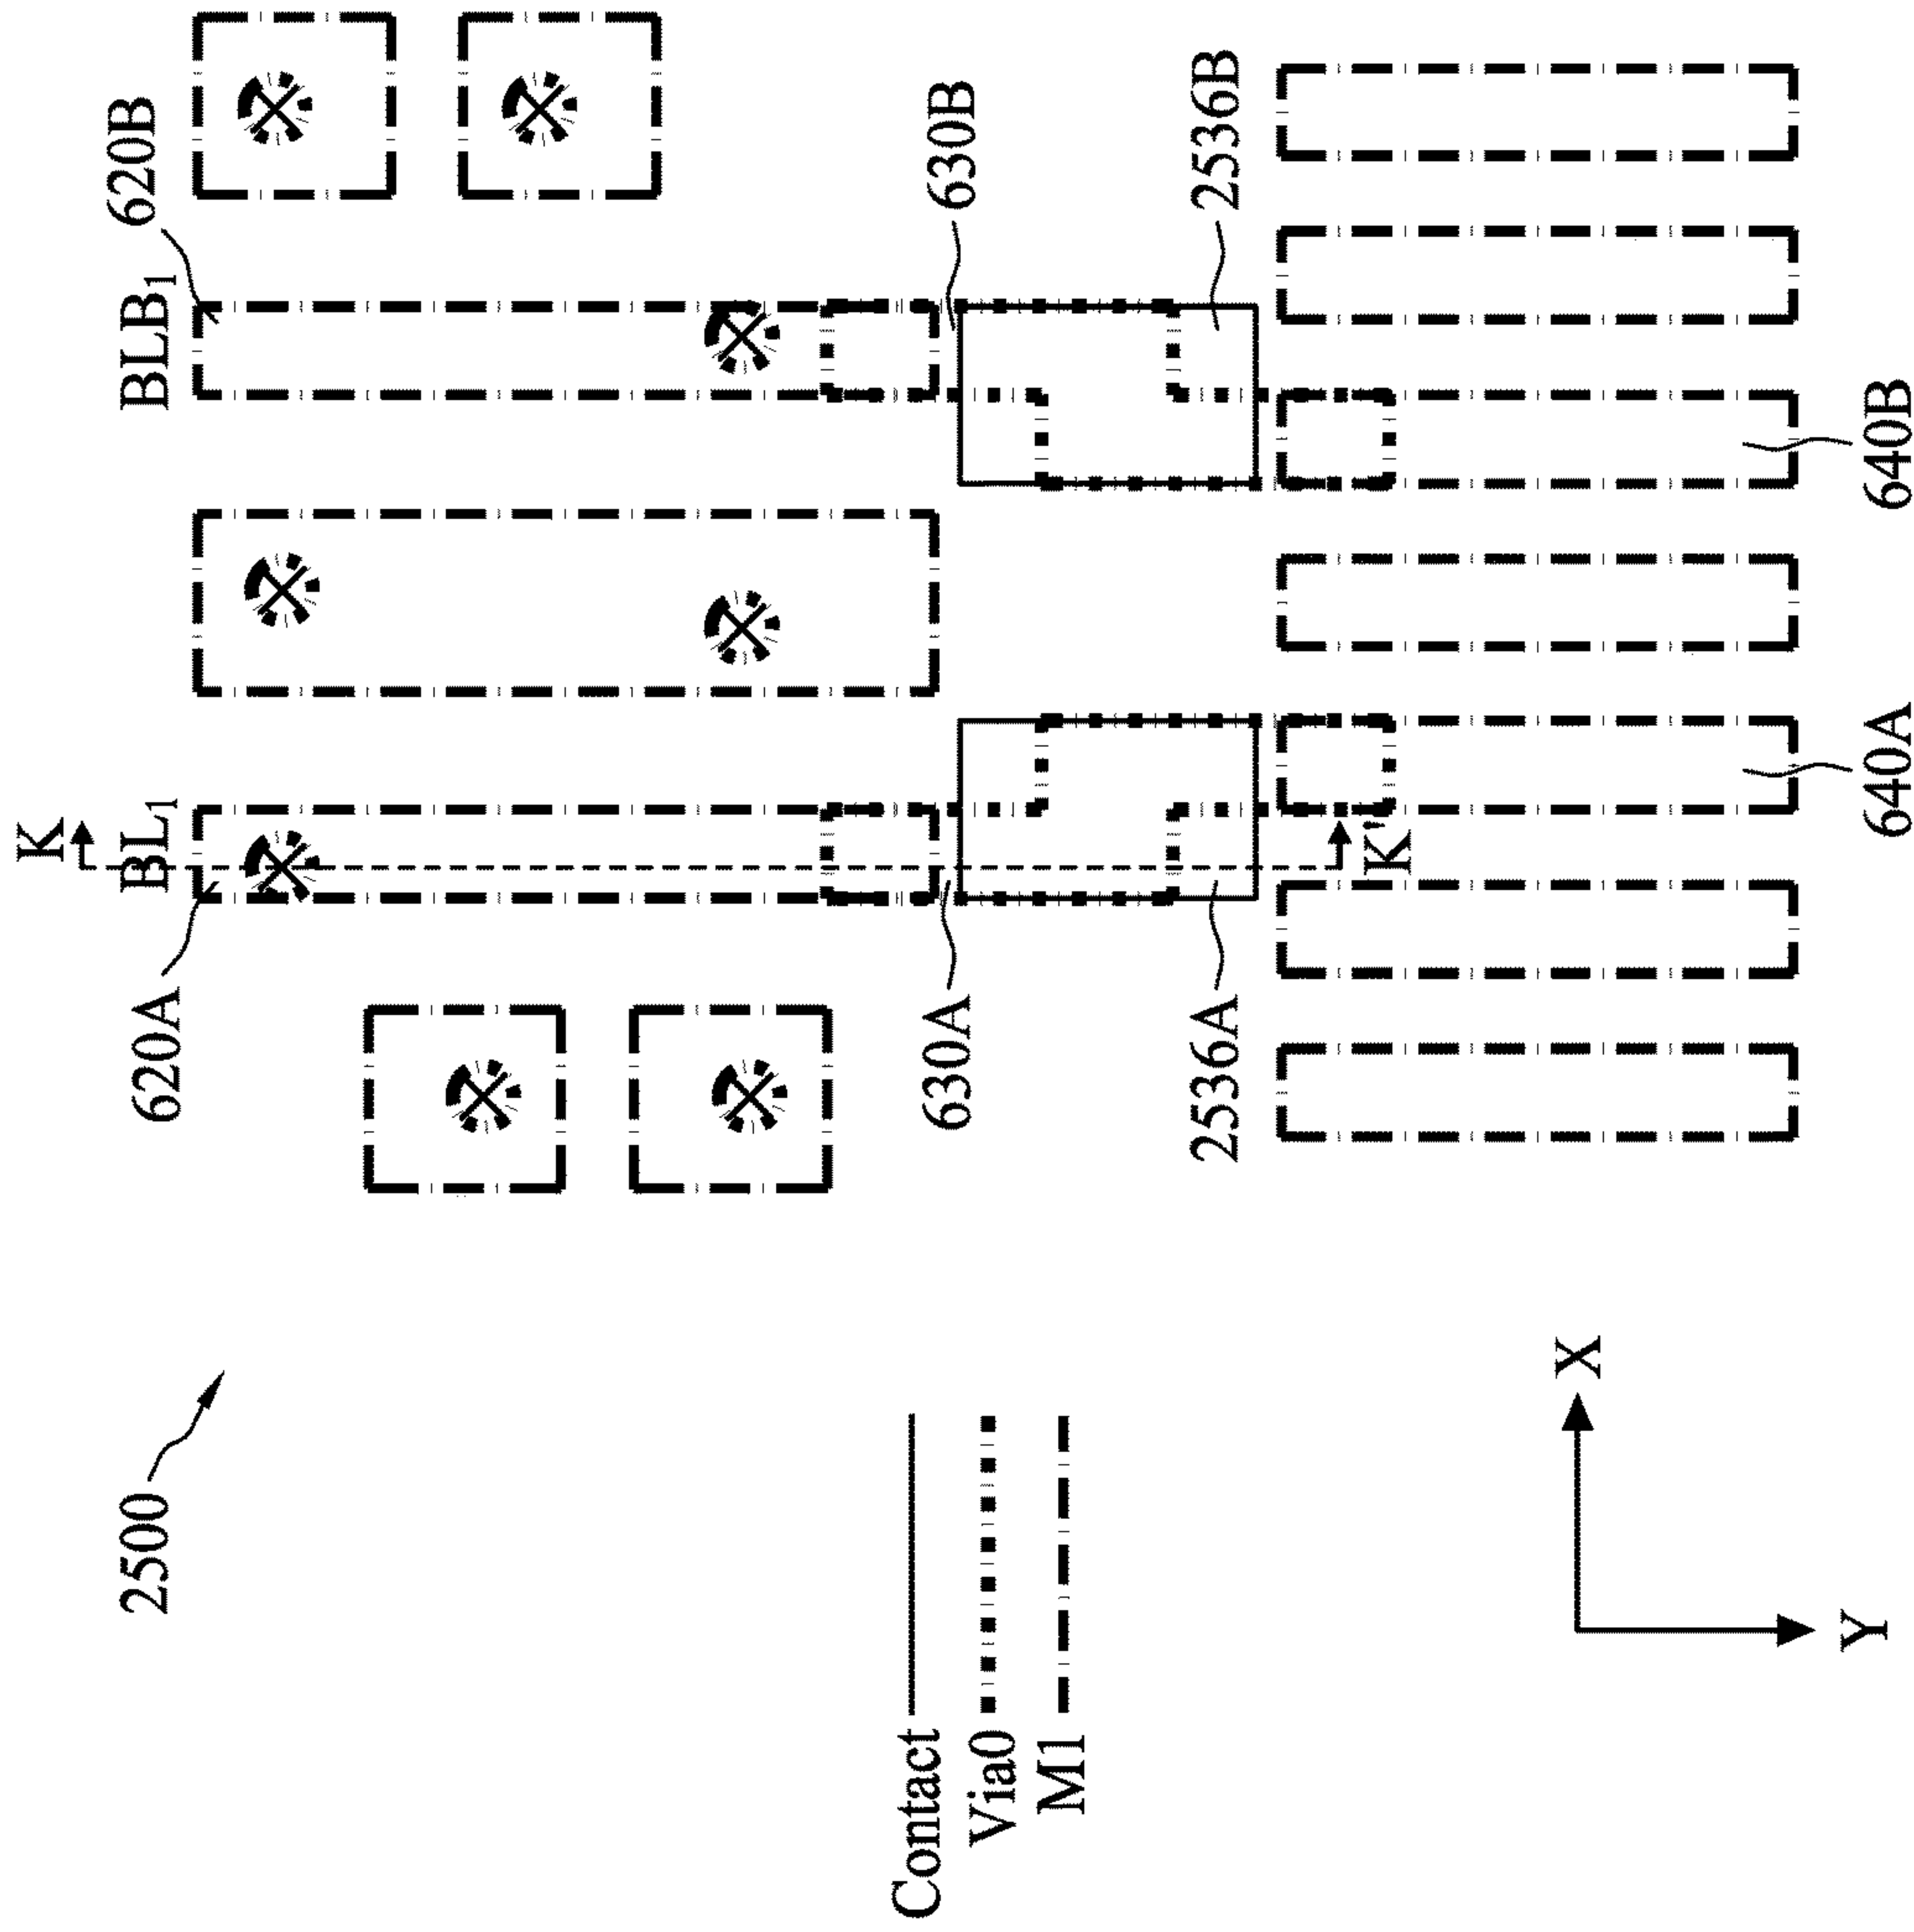 2500
Contact
Via0
M1
X
Y
K
K'
BL1
BLB1
620A
620B
630A
630B
2536A
2536B
640A
640B